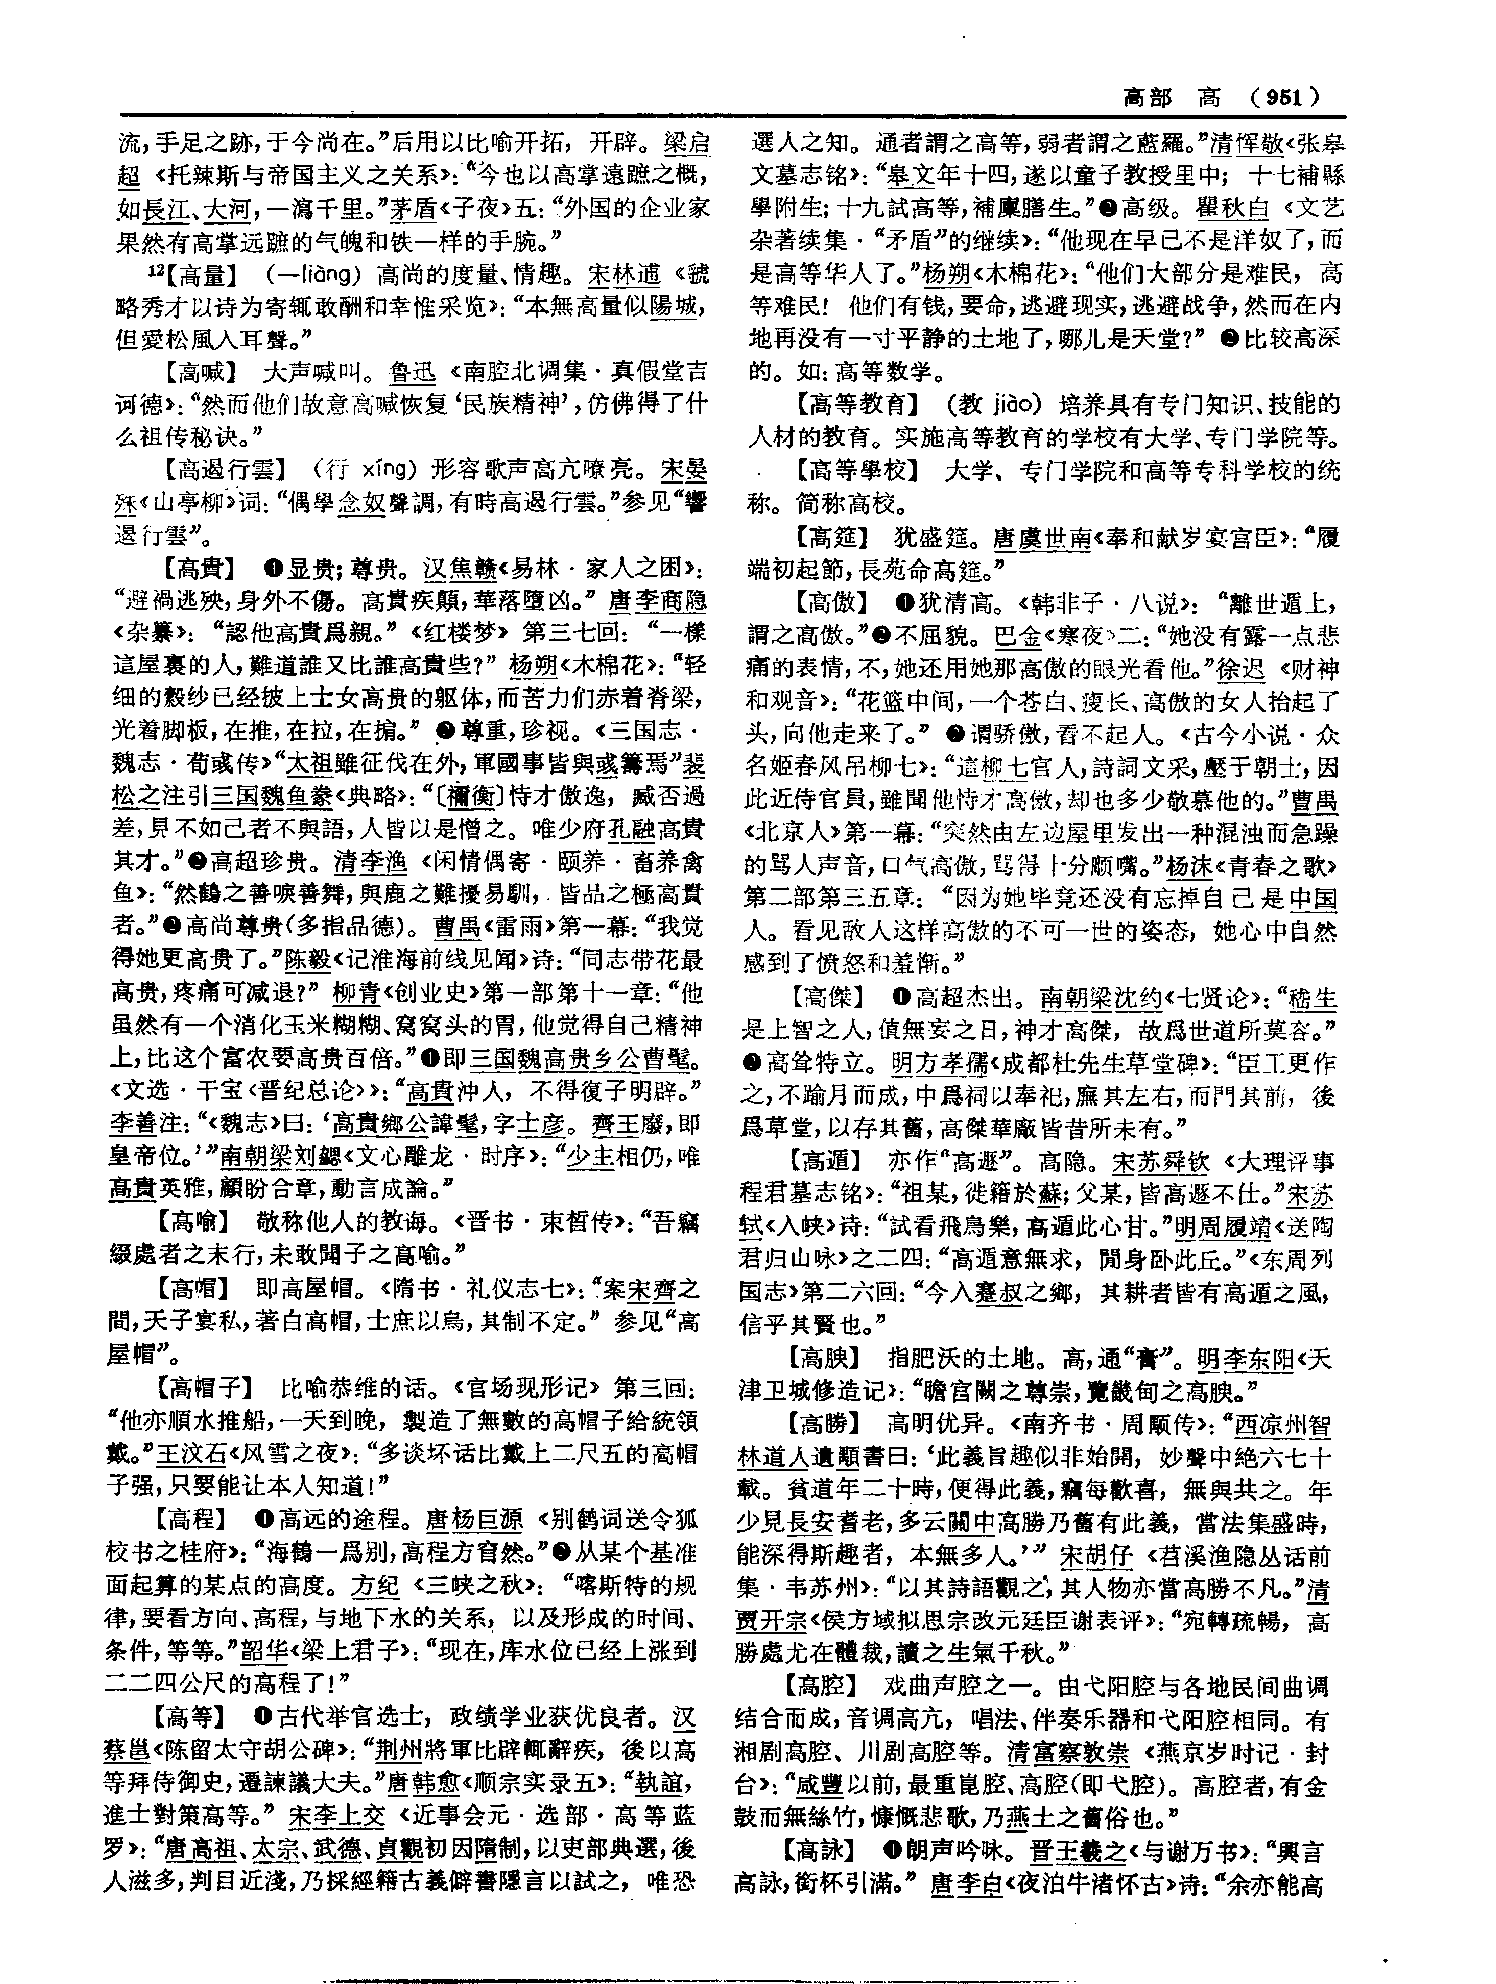 高部　高　（951）
流，手足之跡，于今尚在。”后用以比喻开拓，开辟。梁启
超《托辣斯与帝国主义之关系》：“今也以高掌遠蹠之概，
如長江、大河，一瀉千里。”茅盾《子夜》五：“外国的企业家
果然有高掌远蹠的气魄和铁一样的手腕。”
12【高量】（—liàng）高尚的度量、情趣。宋林逋《虢
略秀才以诗为寄辄敢酬和幸惟采览》：“本無高量似陽城，
但愛松風入耳聲。”
【高喊】　大声喊叫。鲁迅《南腔北调集·真假堂吉
诃德》：“然而他们故意高喊恢复‘民族精神’，仿佛得了什
么祖传秘诀。”
【高遏行雲】（行 xíng）形容歌声高亢嘹亮。宋晏
殊《山亭柳》词：“偶學念奴聲調，有時高遏行雲。”参见“響
遏行雲”。
【高貴】　❶显贵；尊贵。汉焦赣《易林·家人之困》：
“避禍逃殃，身外不傷。高貴疾顛，華落墮凶。”唐李商隐
《杂纂》：“認他高貴爲親。”《红楼梦》第三七回：“一樣
這屋裏的人，難道誰又比誰高貴些？”杨朔《木棉花》：“轻
细的縠纱已经披上士女高贵的躯体，而苦力们赤着脊梁，
光着脚板，在推，在拉，在掮。”❷尊重，珍视。《三国志·
魏志·荀彧传》“太祖雖征伐在外，軍國事皆與彧籌焉”裴
松之注引三国魏鱼豢《典略》：“〔禰衡〕恃才傲逸，臧否過
差，見不如己者不與語，人皆以是憎之。唯少府孔融高貴
其才。”❸高超珍贵。清李渔《闲情偶寄·颐养·畜养禽
鱼》：“然鶴之善唳善舞，與鹿之難擾易馴，皆品之極高貴
者。”❹高尚尊贵（多指品德）。曹禺《雷雨》第一幕：“我觉
得她更高贵了。”陈毅《记淮海前线见闻》诗：“同志带花最
高贵，疼痛可减退？”柳青《创业史》第一部第十一章：“他
虽然有一个消化玉米糊糊、窝窝头的胃，他觉得自己精神
上，比这个富农要高贵百倍。”❺即三国魏高贵乡公曹髦。
《文选·干宝〈晋纪总论〉》：“高貴沖人，不得復子明辟。”
李善注：“《魏志》曰：‘高貴鄉公諱髦，字士彦。齊王廢，即
皇帝位。’”南朝梁刘勰《文心雕龙·时序》：“少主相仍，唯
高貴英雅，顧盼合章，動言成論。”
【高喻】　敬称他人的教诲。《晋书·束皙传》：“吾竊
綴處者之末行，未敢聞子之高喻。”
【高帽】　即高屋帽。《隋书·礼仪志七》：“案宋齊之
間，天子宴私，著白高帽，士庶以烏，其制不定。”参见“高
屋帽”。
【高帽子】　比喻恭维的话。《官场现形记》第三回：
“他亦順水推船，一天到晚，製造了無數的高帽子給統領
戴。”王汶石《风雪之夜》：“多谈坏话比戴上二尺五的高帽
子强，只要能让本人知道！”
【高程】　❶高远的途程。唐杨巨源《别鹤词送令狐
校书之桂府》：“海鶴一爲别，高程方窅然。”❷从某个基准
面起算的某点的高度。方纪《三峡之秋》：“喀斯特的规
律，要看方向、高程，与地下水的关系，以及形成的时间、
条件，等等。”韶华《梁上君子》：“现在，库水位已经上涨到
二二四公尺的高程了！”
【高等】　❶古代举官选士，政绩学业获优良者。汉
蔡邕《陈留太守胡公碑》：“荆州將軍比辟輒辭疾，後以高
等拜侍御史，遷諫議大夫。”唐韩愈《顺宗实录五》：“執誼，
進士對策高等。”宋李上交《近事会元·选部·高等蓝
罗》：“唐高祖、太宗、武德、貞觀初因隋制，以吏部典選，後
人滋多，判目近淺，乃採經籍古義僻書隱言以試之，唯恐
選人之知。通者謂之高等，弱者謂之藍羅。”清恽敬《张皋
文墓志铭》：“皋文年十四，遂以童子教授里中；十七補縣
學附生；十九試高等，補廩膳生。”❷高级。瞿秋白《文艺
杂著续集·“矛盾”的继续》：“他现在早已不是洋奴了，而
是高等华人了。”杨朔《木棉花》：“他们大部分是难民，高
等难民！他们有钱，要命，逃避现实，逃避战争，然而在内
地再没有一寸平静的土地了，哪儿是天堂？”❸比较高深
的。如：高等数学。
【高等教育】（教 jiào）培养具有专门知识、技能的
人材的教育。实施高等教育的学校有大学、专门学院等。
【高等學校】　大学、专门学院和高等专科学校的统
称。简称高校。
【高筵】　犹盛筵。唐虞世南《奉和献岁宴宫臣》：“履
端初起節，長苑命高筵。”
【高傲】　❶犹清高。《韩非子·八说》：“離世遁上，
謂之高傲。”❷不屈貌。巴金《寒夜》二：“她没有露一点悲
痛的表情，不，她还用她那高傲的眼光看他。”徐迟《财神
和观音》：“花篮中间，一个苍白、瘦长、高傲的女人抬起了
头，向他走来了。”❸谓骄傲，看不起人。《古今小说·众
名姬春风吊柳七》：“這柳七官人，詩詞文采，壓于朝士，因
此近侍官員，雖聞他恃才高傲，却也多少敬慕他的。”曹禺
《北京人》第一幕：“突然由左边屋里发出一种混浊而急躁
的骂人声音，口气高傲，骂得十分顺嘴。”杨沫《青春之歌》
第二部第三五章：“因为她毕竟还没有忘掉自己是中国
人。看见敌人这样高傲的不可一世的姿态，她心中自然
感到了愤怒和羞惭。”
【高傑】　❶高超杰出。南朝梁沈约《七贤论》：“嵇生
是上智之人，值無妄之日，神才高傑，故爲世道所莫容。”
❷高耸特立。明方孝孺《成都杜先生草堂碑》：“臣工更作
之，不踰月而成，中爲祠以奉祀，廡其左右，而門其前，後
爲草堂，以存其舊，高傑華廠皆昔所未有。”
【高遁】　亦作“高遯”。高隐。宋苏舜钦《大理评事
程君墓志铭》：“祖某，徙籍於蘇；父某，皆高遯不仕。”宋苏
轼《入峡》诗：“試看飛鳥樂，高遁此心甘。”明周履靖《送陶
君归山咏》之二四：“高遁意無求，閒身卧此丘。”《东周列
国志》第二六回：“今入蹇叔之鄉，其耕者皆有高遁之風，
信乎其賢也。”
【高腴】　指肥沃的土地。高，通“膏”。明李东阳《天
津卫城修造记》：“瞻宫闕之尊崇，覽畿甸之高腴。”
【高勝】　高明优异。《南齐书·周颙传》：“西凉州智
林道人遺顒書曰：‘此義旨趣似非始開，妙聲中絶六七十
載。貧道年二十時，便得此義，竊每歡喜，無與共之。年
少見長安耆老，多云關中高勝乃舊有此義，當法集盛時，
能深得斯趣者，本無多人。’”宋胡仔《苕溪渔隐丛话前
集·韦苏州》：“以其詩語觀之，其人物亦當高勝不凡。”清
贾开宗《侯方域拟思宗改元廷臣谢表评》：“宛轉疏暢，高
勝處尤在體裁，讀之生氣千秋。”
【高腔】　戏曲声腔之一。由弋阳腔与各地民间曲调
结合而成，音调高亢，唱法、伴奏乐器和弋阳腔相同。有
湘剧高腔、川剧高腔等。清富察敦崇《燕京岁时记·封
台》：“咸豐以前，最重崑腔、高腔（即弋腔）。高腔者，有金
鼓而無絲竹，慷慨悲歌，乃燕土之舊俗也。”
【高詠】　❶朗声吟咏。晋王羲之《与谢万书》：“興言
高詠，銜杯引滿。”唐李白《夜泊牛渚怀古》诗：“余亦能高